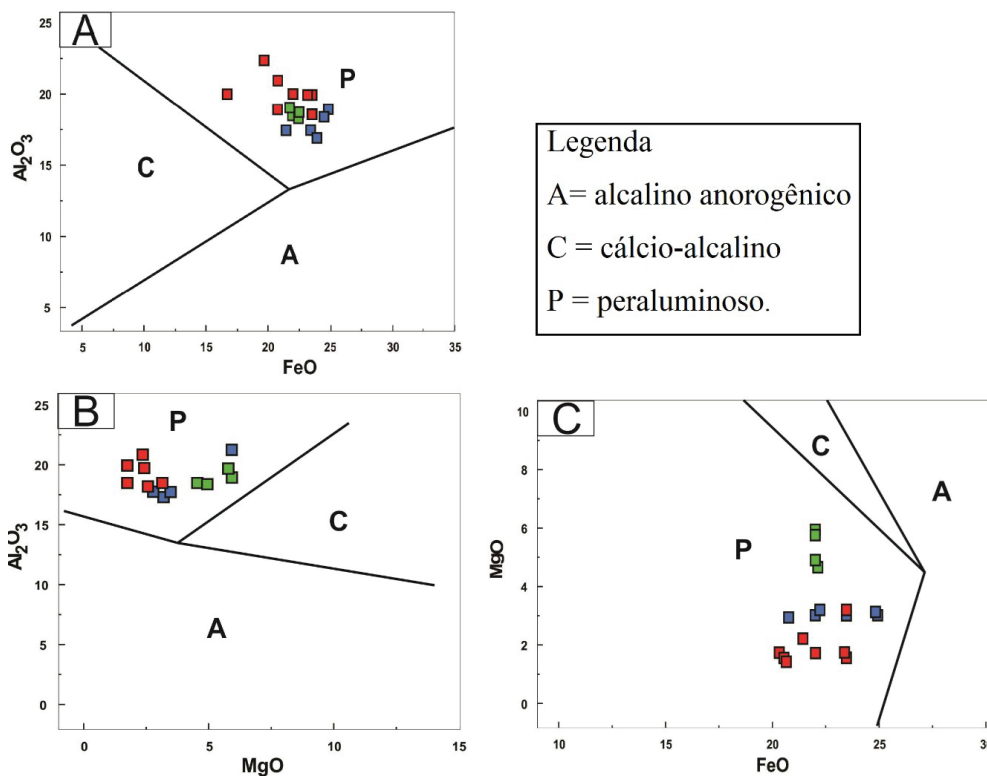 A
25
20
15
10
5
Al₂O₃
P
C
A
5
10
15
20
25
30
35
FeO
Legenda
A= alcalino anorogênico
C = cálcio-alcalino
P = peraluminoso.
B
25
20
15
10
5
0
Al₂O₃
P
C
A
0
5
10
15
MgO
C
10
8
6
4
2
0
MgO
C
A
P
10
20
25
30
FeO